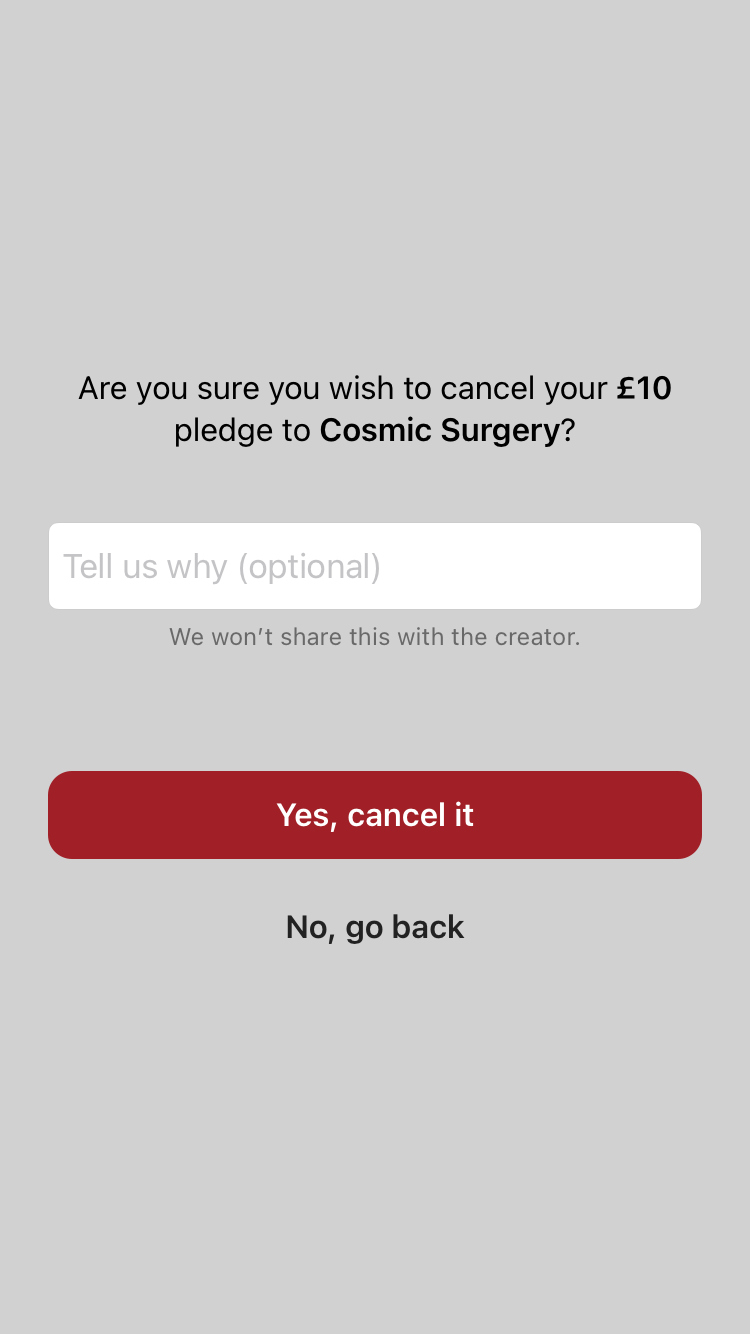 Are you sure you wish to cancel your £10
pledge to Cosmic Surgery?
Tell us why (optional)
We won’t share this with the creator.
Yes, cancel it
No, go back